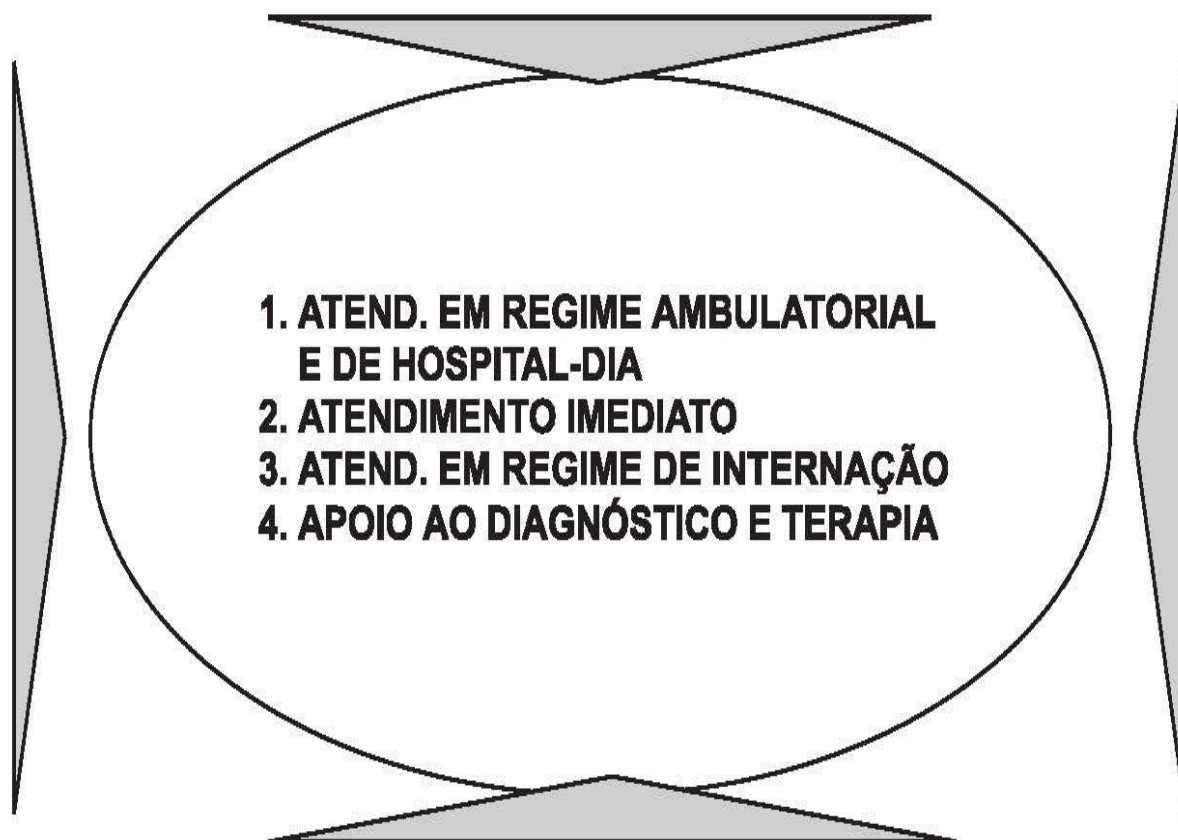 1. ATEND. EM REGIME AMBULATORIAL
E DE HOSPITAL-DIA
2. ATENDIMENTO IMEDIATO
3. ATEND. EM REGIME DE INTERNAÇÃO
4. APOIO AO DIAGNÓSTICO E TERAPIA